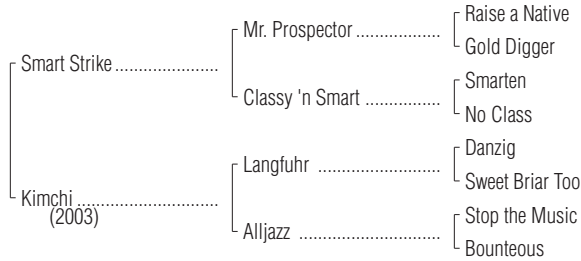 Raise a Native
Mr. Prospector ...................
Gold Digger
Smart Strike .......................
Smarten
Classy 'n Smart .................
No Class
Danzig
Langfuhr ...........................
Sweet Briar Too
Kimchi ................................
(2003)
Stop the Music
Alljazz ................................
Bounteous